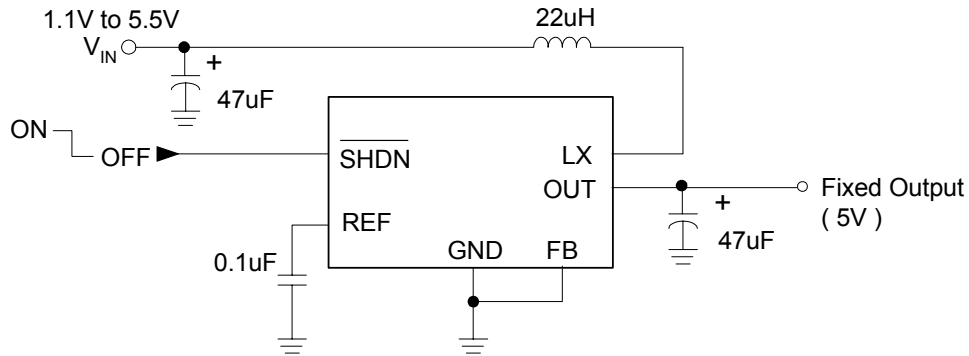 1.1V to 5.5V
VIN
22uH
+
47uF
ON
OFF
SHDN
LX
OUT
Fixed Output
( 5V )
REF
+
47uF
0.1uF
GND
FB